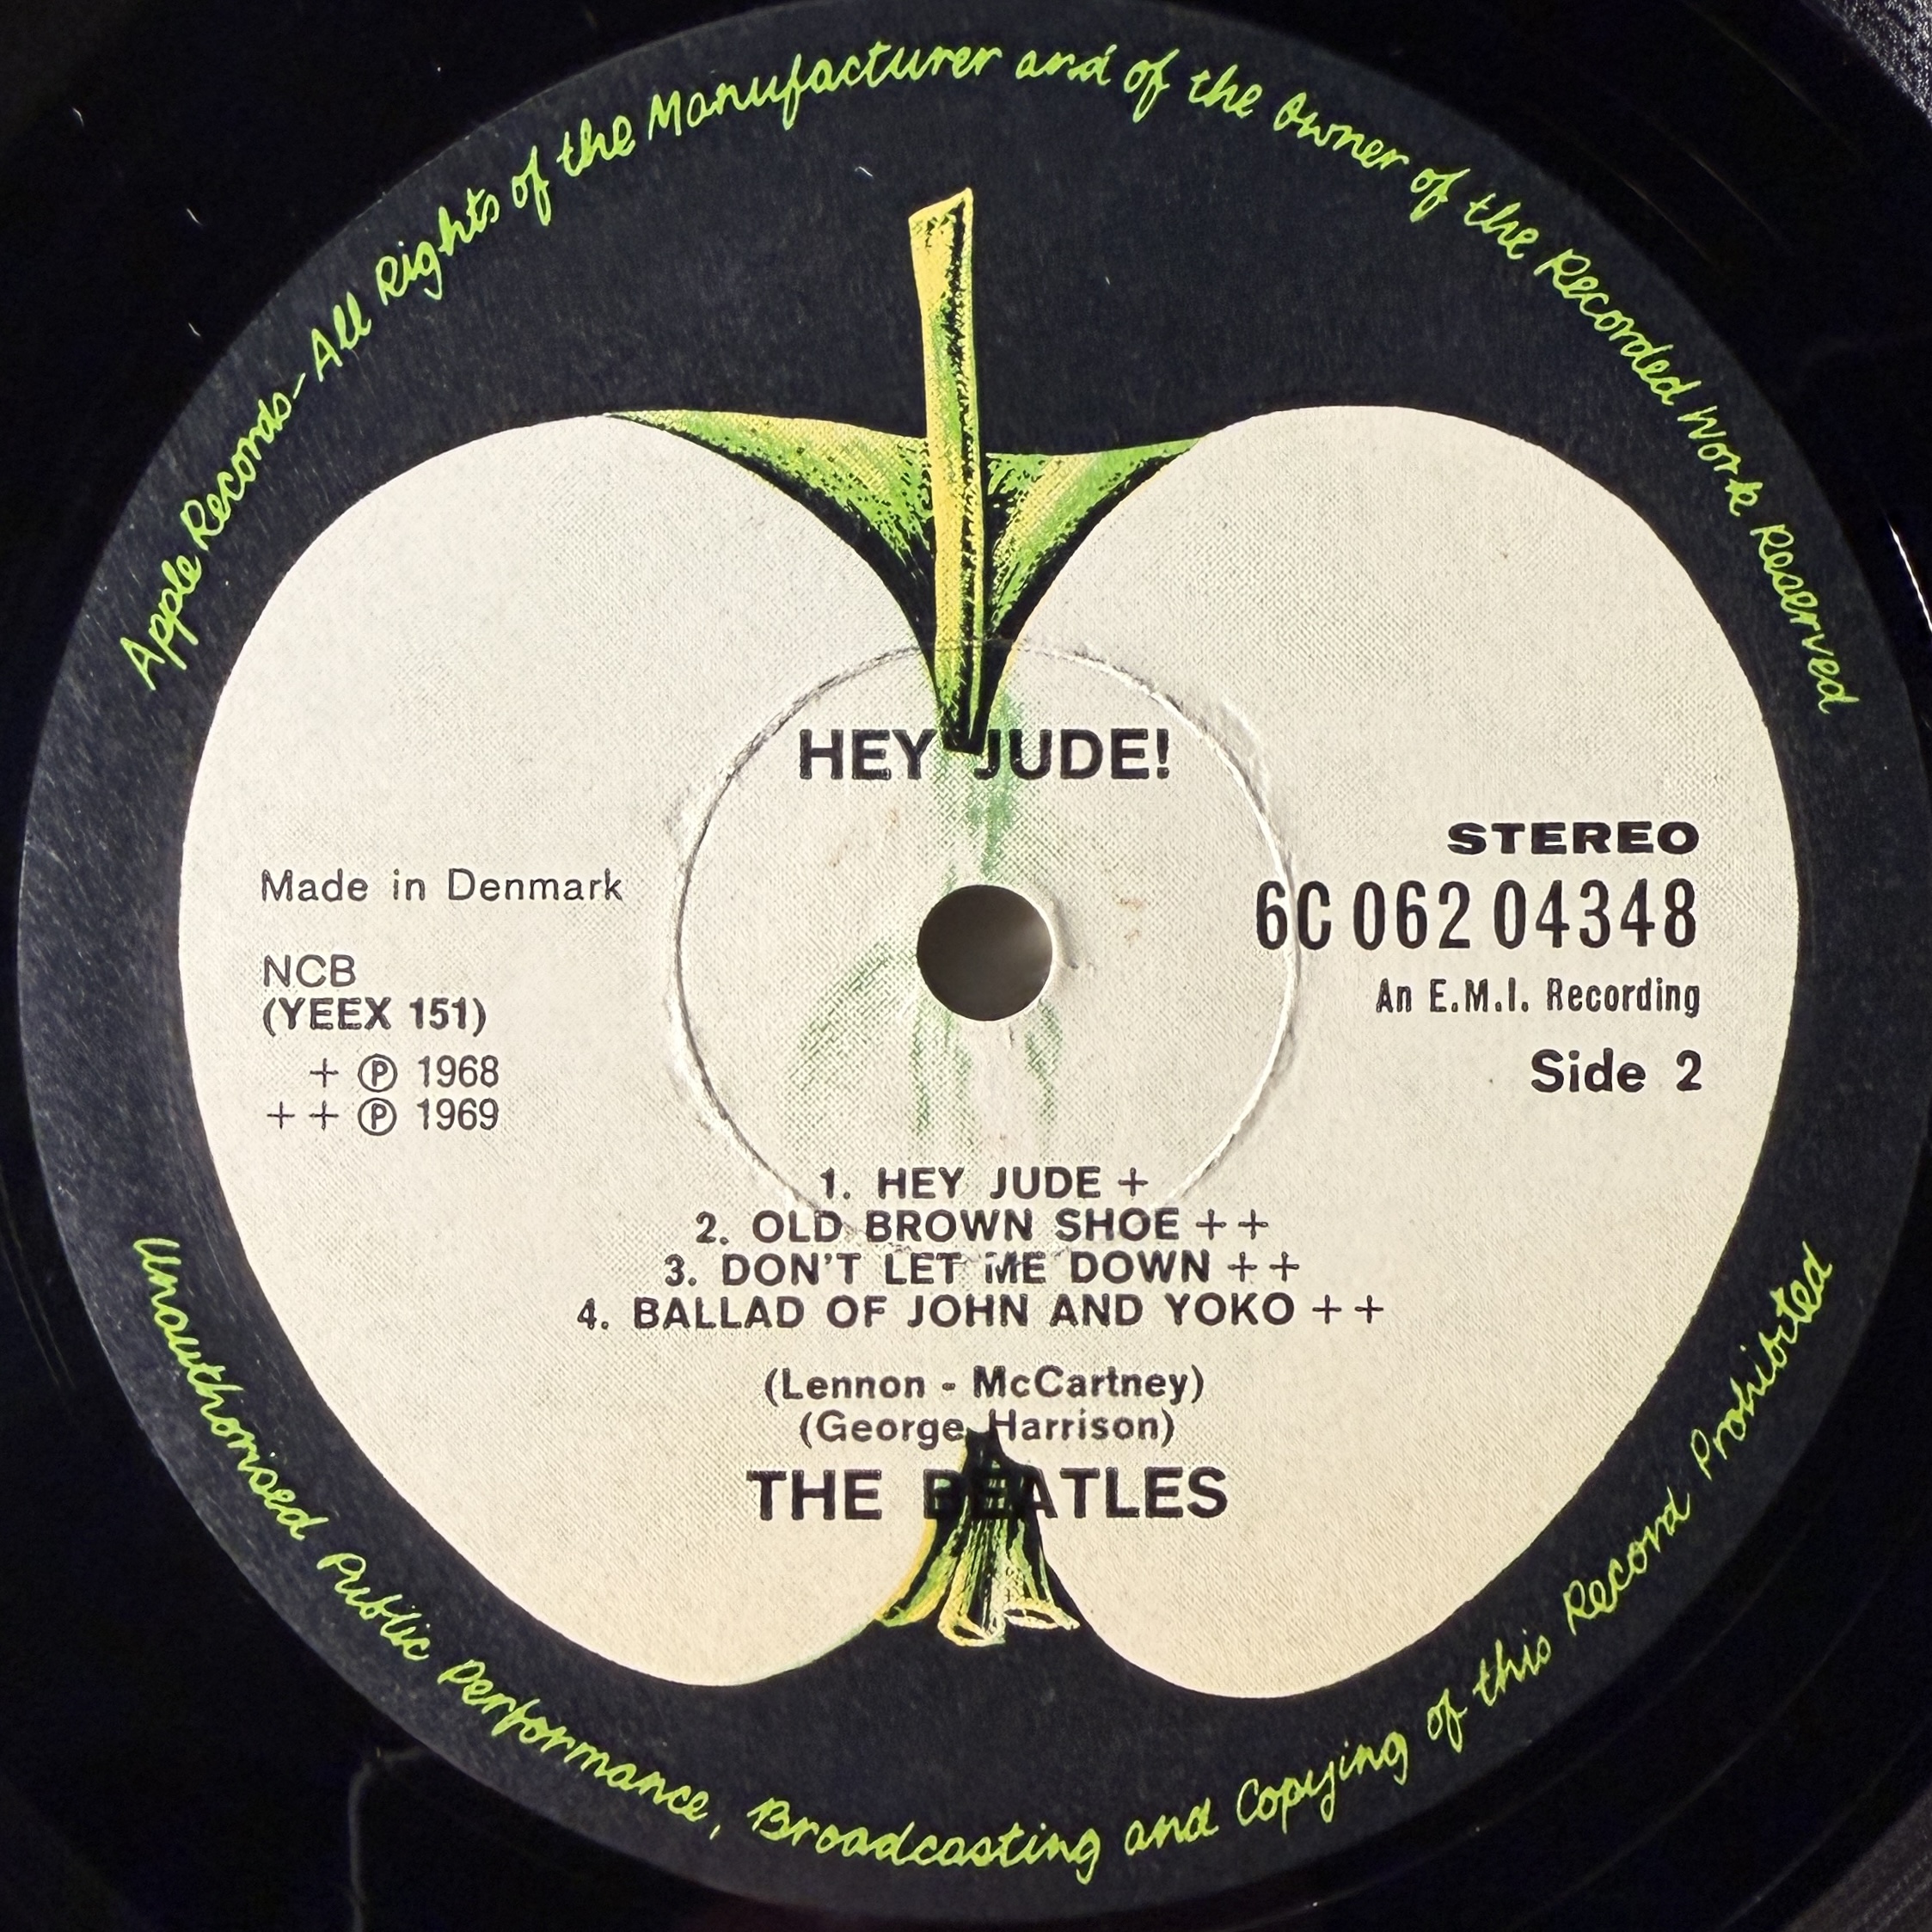 Apple Records - All Rights of the Manufacturer and of the Owner of the Recorded Work Reserved
HEY JUDE!
Made in Denmark
NCB
(YEEX 151)
+ Ⓟ 1968
+ + Ⓟ 1969
STEREO
6C 062 04348
An E.M.I. Recording
Side 2
1. HEY JUDE +
2. OLD BROWN SHOE + +
3. DON'T LET ME DOWN + +
4. BALLAD OF JOHN AND YOKO + +
(Lennon - McCartney)
(George Harrison)
THE BEATLES
Unauthorised Public Performance, Broadcasting and Copying of this Record Prohibited